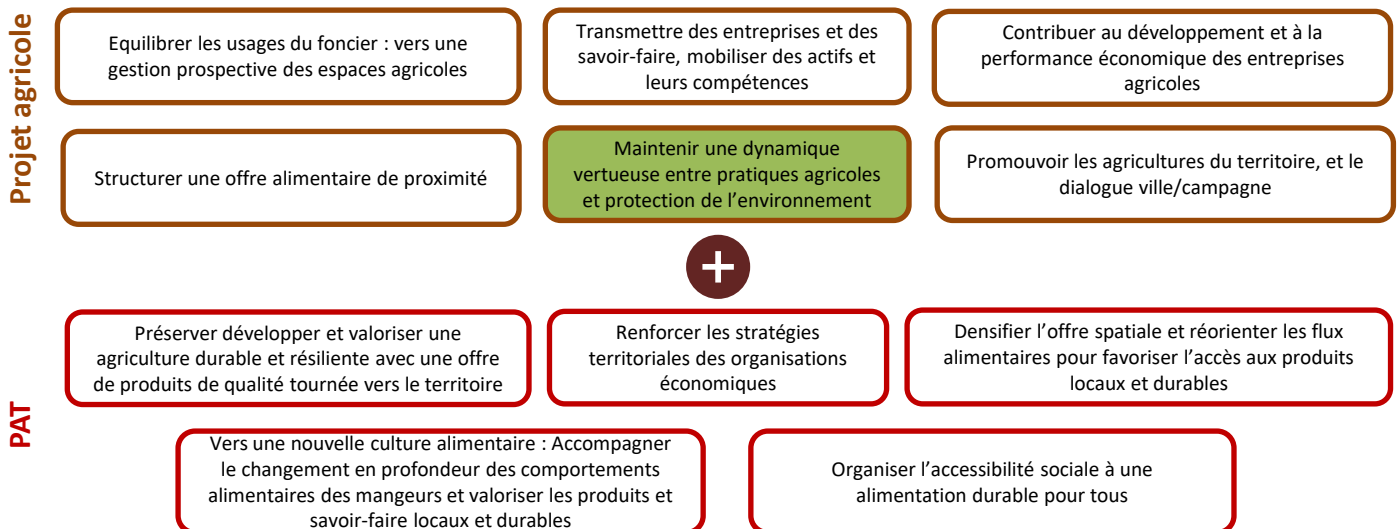 Projet agricole
Equilibrer les usages du foncier : vers une
gestion prospective des espaces agricoles
Transmettre des entreprises et des
savoir-faire, mobiliser des actifs et
leurs compétences
Contribuer au développement et à la
performance économique des entreprises
agricoles
Structurer une offre alimentaire de proximité
Maintenir une dynamique
vertueuse entre pratiques agricoles
et protection de l’environnement
Promouvoir les agricultures du territoire, et le
dialogue ville/campagne
+
PAT
Préserver développer et valoriser une
agriculture durable et résiliente avec une offre
de produits de qualité tournée vers le territoire
Renforcer les stratégies
territoriales des organisations
économiques
Densifier l’offre spatiale et réorienter les flux
alimentaires pour favoriser l’accès aux produits
locaux et durables
Vers une nouvelle culture alimentaire : Accompagner
le changement en profondeur des comportements
alimentaires des mangeurs et valoriser les produits et
savoir-faire locaux et durables
Organiser l’accessibilité sociale à une
alimentation durable pour tous